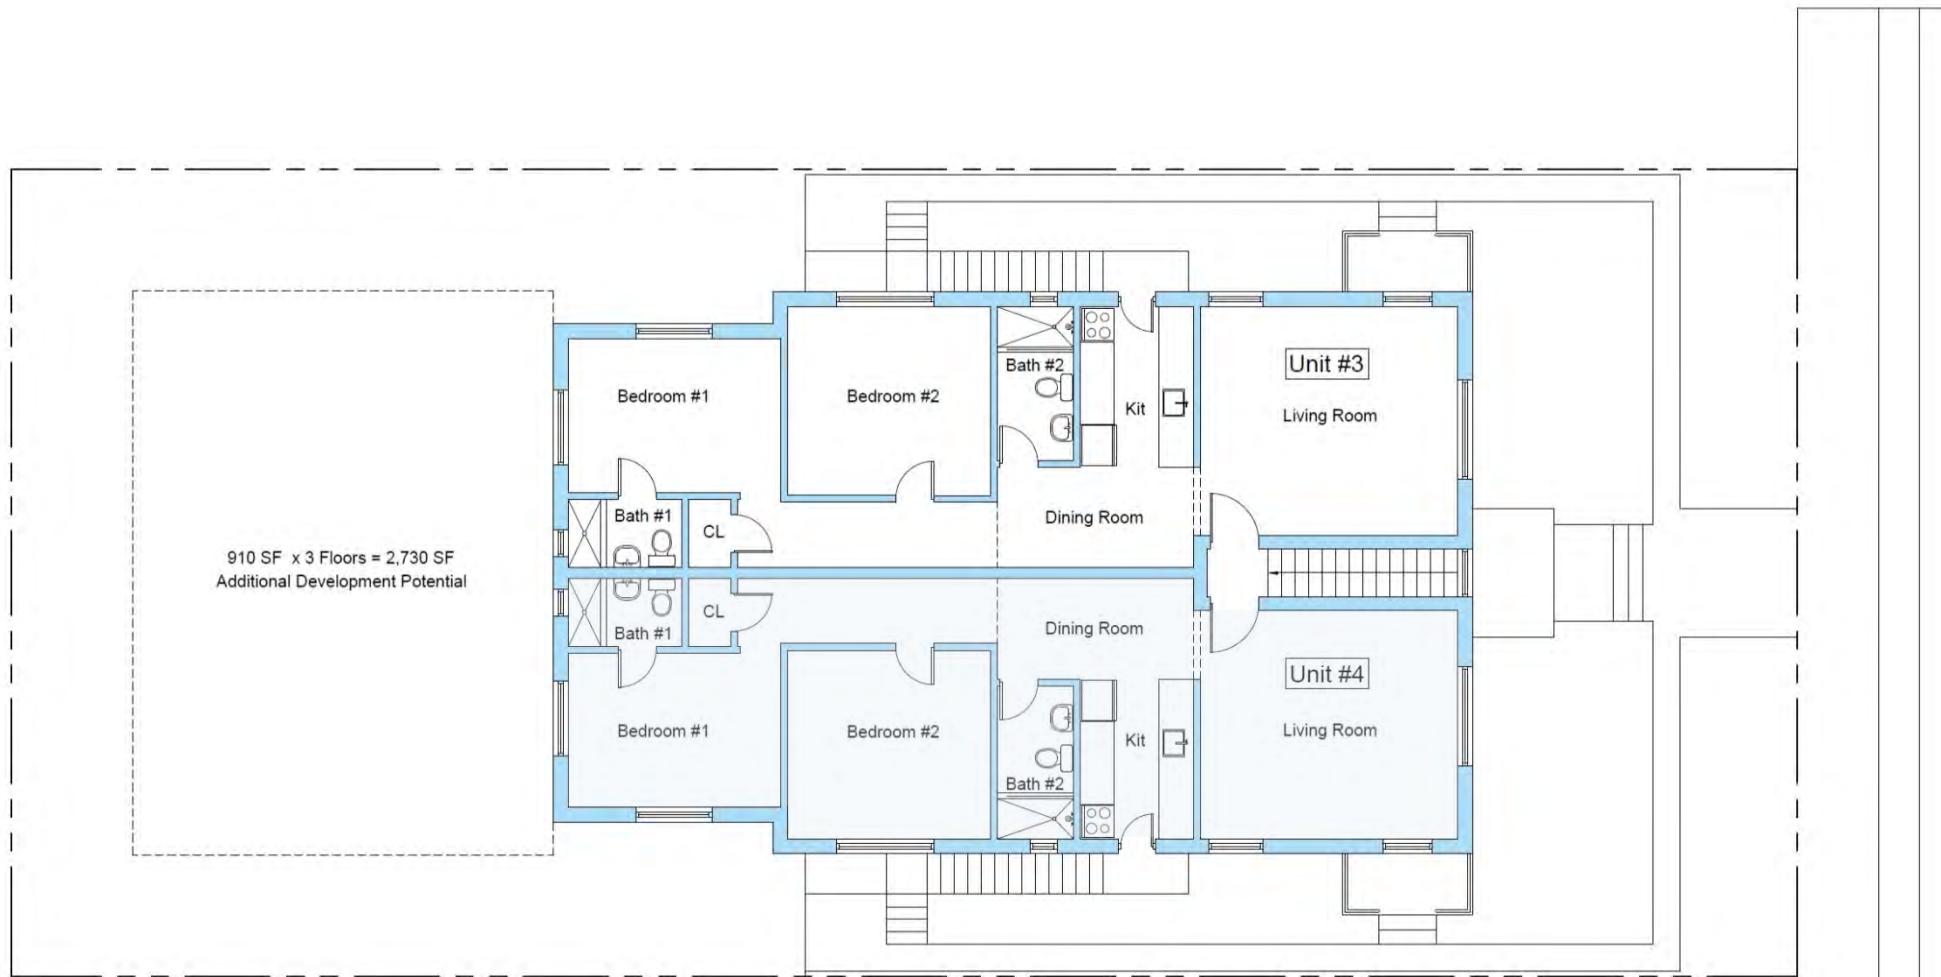 Unit #3
Bath #2
Bedroom #1
Bedroom #2
Kit
Living Room
Bath #1
Dining Room
CL
910 SF x 3 Floors = 2,730 SF
Additional Development Potential
CL
Dining Room
Bath #1
Unit #4
Bedroom #1
Bedroom #2
Kit
Living Room
Bath #2